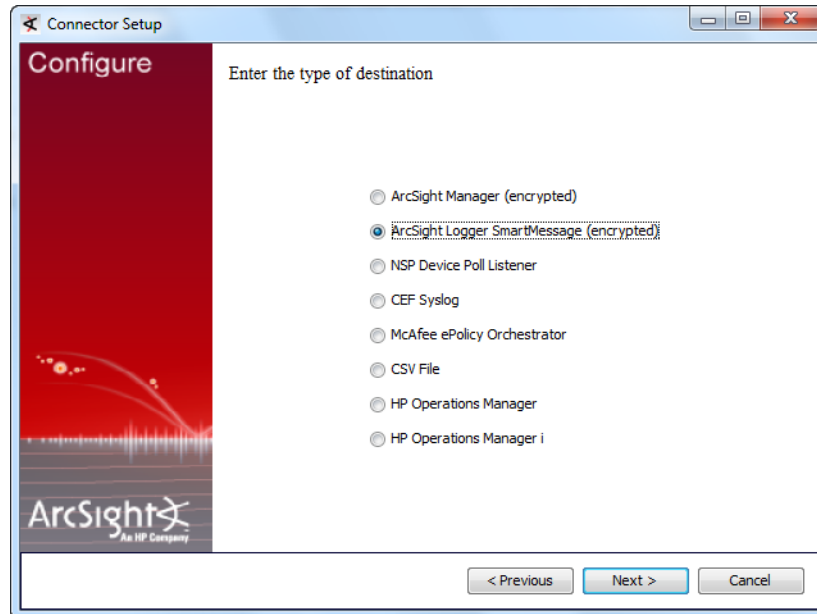 Connector Setup
Configure
Enter the type of destination
ArcSight Manager (encrypted)
ArcSight Logger SmartMessage (encrypted)
NSP Device Poll Listener
CEF Syslog
McAfee ePolicy Orchestrator
CSV File
HP Operations Manager
HP Operations Manager i
ArcSight
An HP Company
< Previous
Next >
Cancel